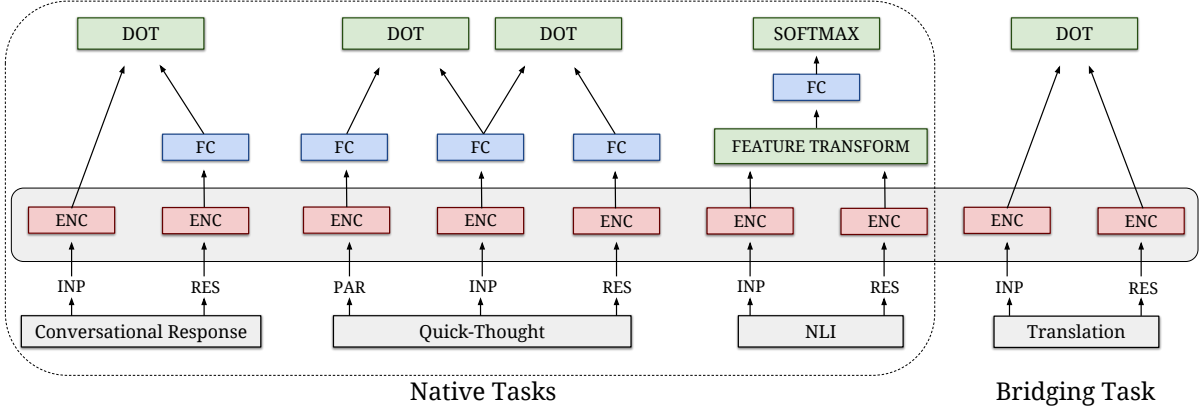 DOT DOT DOT SOFTMAX DOT
FC
FC FC FC FC FEATURE TRANSFORM
ENC ENC ENC ENC ENC ENC ENC ENC ENC
INP RES PAR INP RES INP RES INP RES
Conversational Response Quick-Thought NLI Translation
Native Tasks Bridging Task